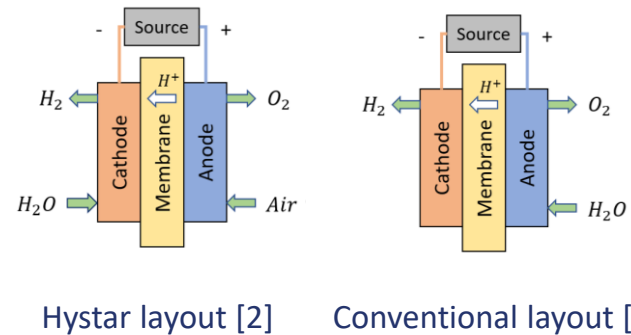 - Source +
H₂ H⁺ O₂
Cathode Membrane Anode
H₂O Air
Hystar layout [2]
- Source +
H₂ H⁺ O₂
Cathode Membrane Anode
H₂O
Conventional layout [